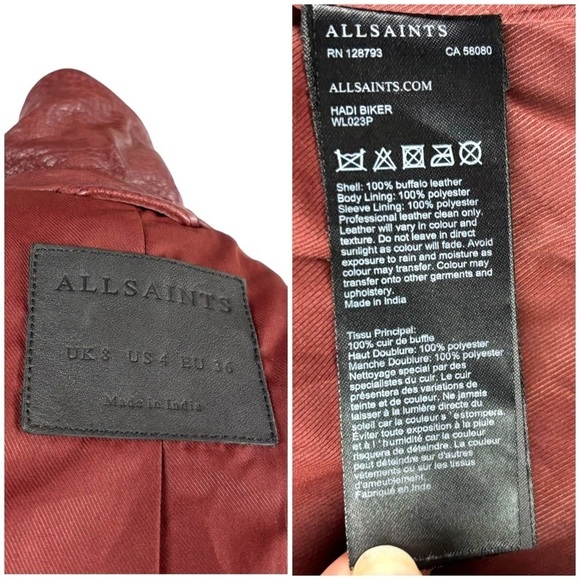 ALLSAINTS
UK 8 US 4 EU 36
Made in India
ALLSAINTS
RN 128793 CA 58080
ALLSAINTS.COM
HADI BIKER
WL023P
Shell: 100% buffalo leather
Body Lining: 100% polyester
Sleeve Lining: 100% polyester
Professional leather clean only.
Leather will vary in colour and
texture. Do not leave in direct
sunlight as colour will fade. Avoid
exposure to rain and moisture as
colour may transfer. Colour may
transfer onto other garments and
upholstery.
Made in India
Tissu Principal:
100% cuir de buffle
Haut Doublure: 100% polyester
Manche Doublure: 100% polyester
Nettoyage special par des
specialistes du cuir. Le cuir
présentera des variations de
teinte et de couleur. Ne jamais
laisser à la lumière directe du
soleil car la couleur s'estompera.
Éviter toute exposition à la pluie
et à l'humidité car la couleur
risquera de déteindre. La couleur
peut déteindre sur d'autres
vêtements ou sur les tissus
d'ameublement.
Fabriqué en Inde